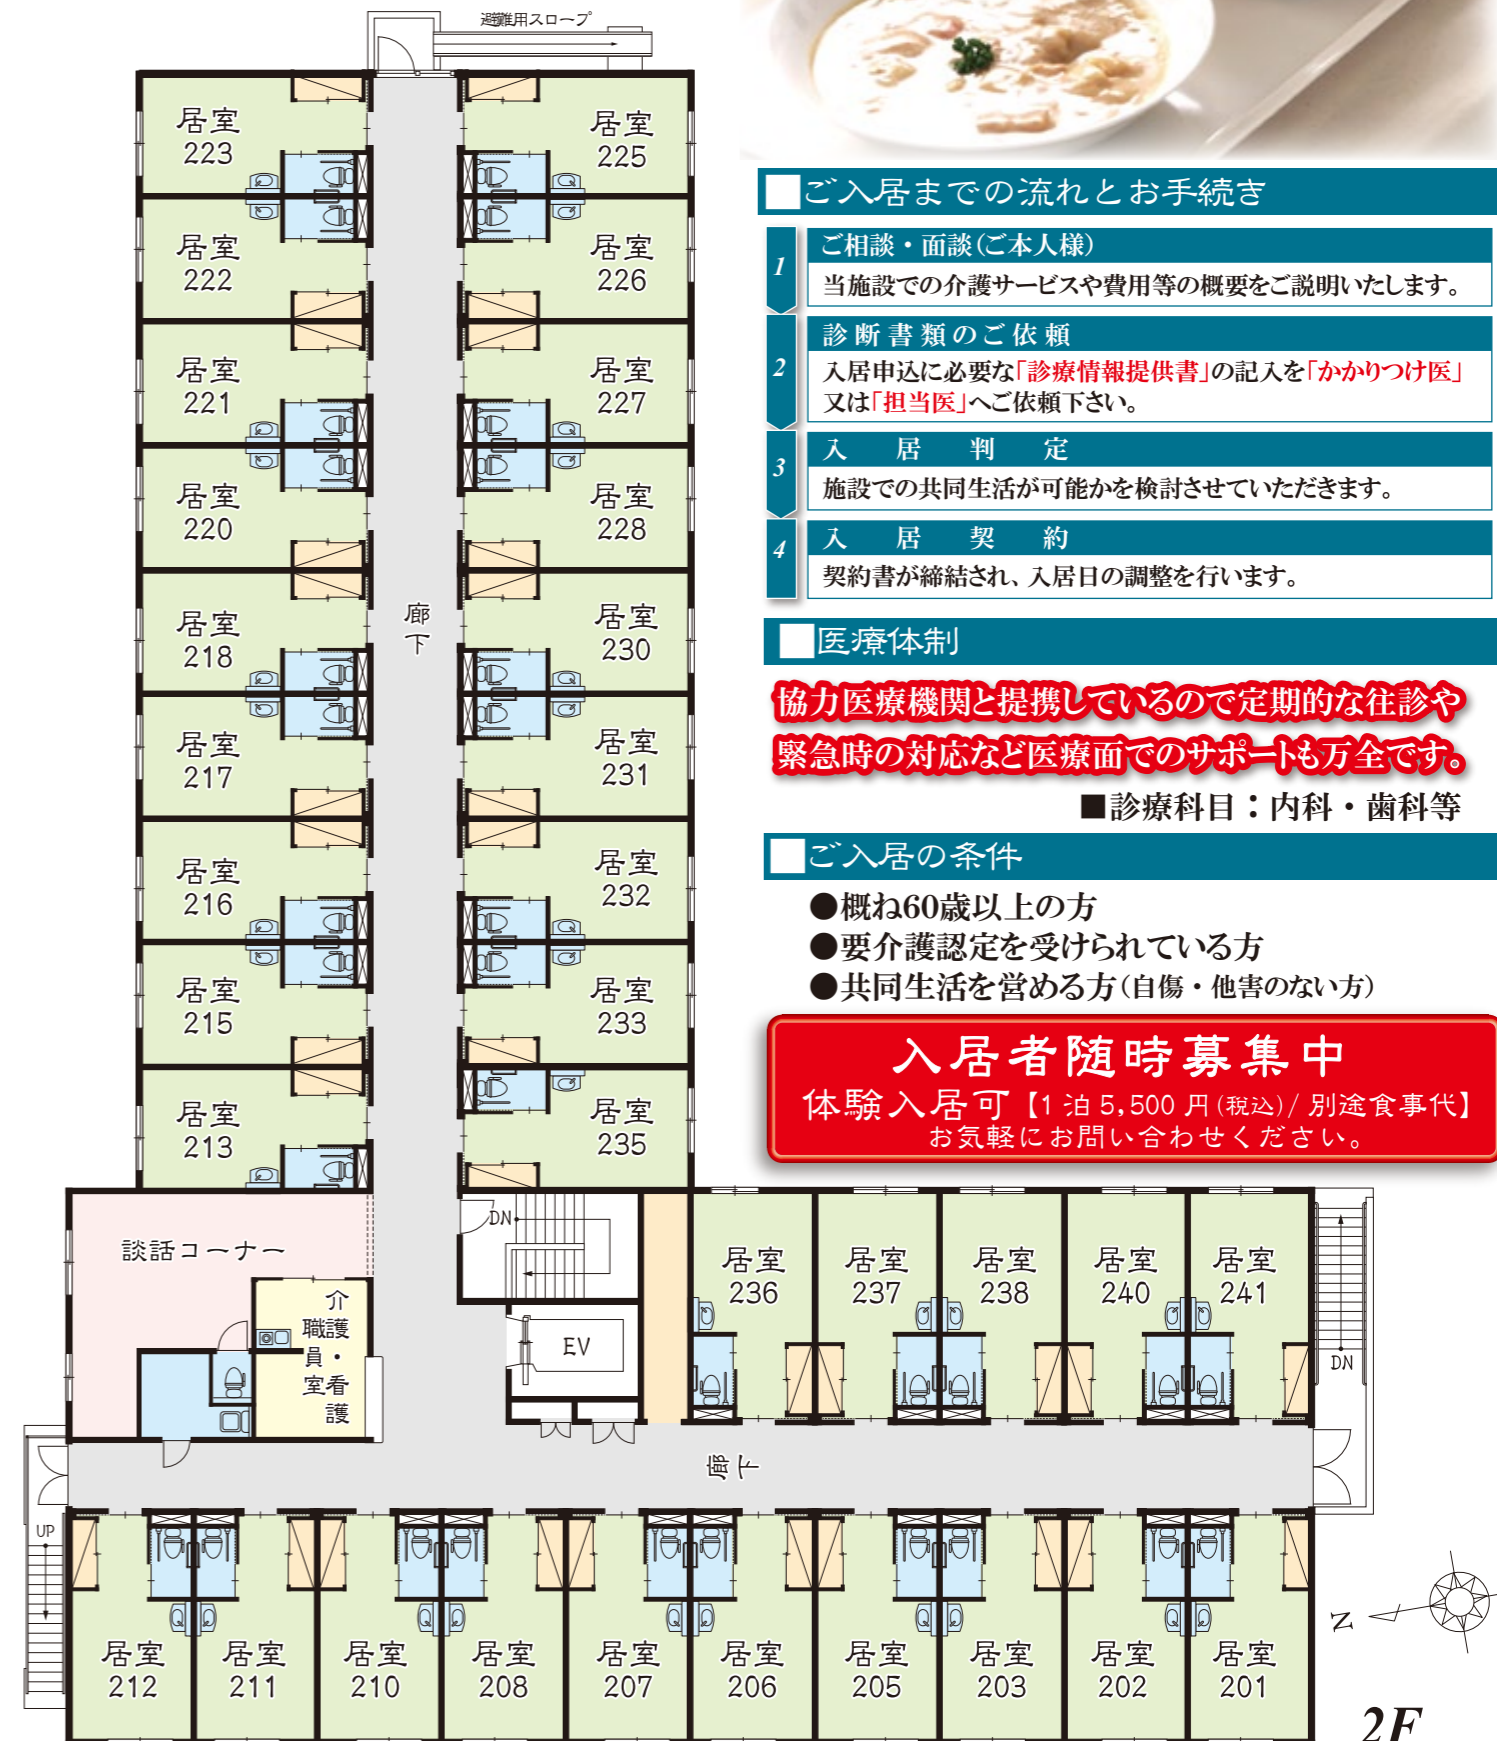 避難用スロープ
居室
223
居室
225
居室
222
居室
226
居室
221
居室
227
居室
220
居室
228
居室
218
居室
230
廊下
居室
217
居室
231
居室
216
居室
232
居室
215
居室
233
居室
213
居室
235
談話コーナー
介護・看護
職員室
DN
EV
居室
236
居室
237
居室
238
居室
240
居室
241
DN
廊下
UP
居室
212
居室
211
居室
210
居室
208
居室
207
居室
206
居室
205
居室
203
居室
202
居室
201
N
2F
■ご入居までの流れとお手続き
1
ご相談・面談(ご本人様)
当施設での介護サービスや費用等の概要をご説明いたします。
2
診断書類のご依頼
入居申込に必要な「診療情報提供書」の記入を「かかりつけ医」
又は「担当医」へご依頼下さい。
3
入居判定
施設での共同生活が可能かを検討させていただきます。
4
入居契約
契約書が締結され、入居日の調整を行います。
■医療体制
協力医療機関と提携しているので定期的な往診や
緊急時の対応など医療面でのサポートも万全です。
■診療科目：内科・歯科等
■ご入居の条件
●概ね60歳以上の方
●要介護認定を受けられている方
●共同生活を営める方(自傷・他害のない方)
入居者随時募集中
体験入居可【1泊5,500円(税込)/別途食事代】
お気軽にお問い合わせください。